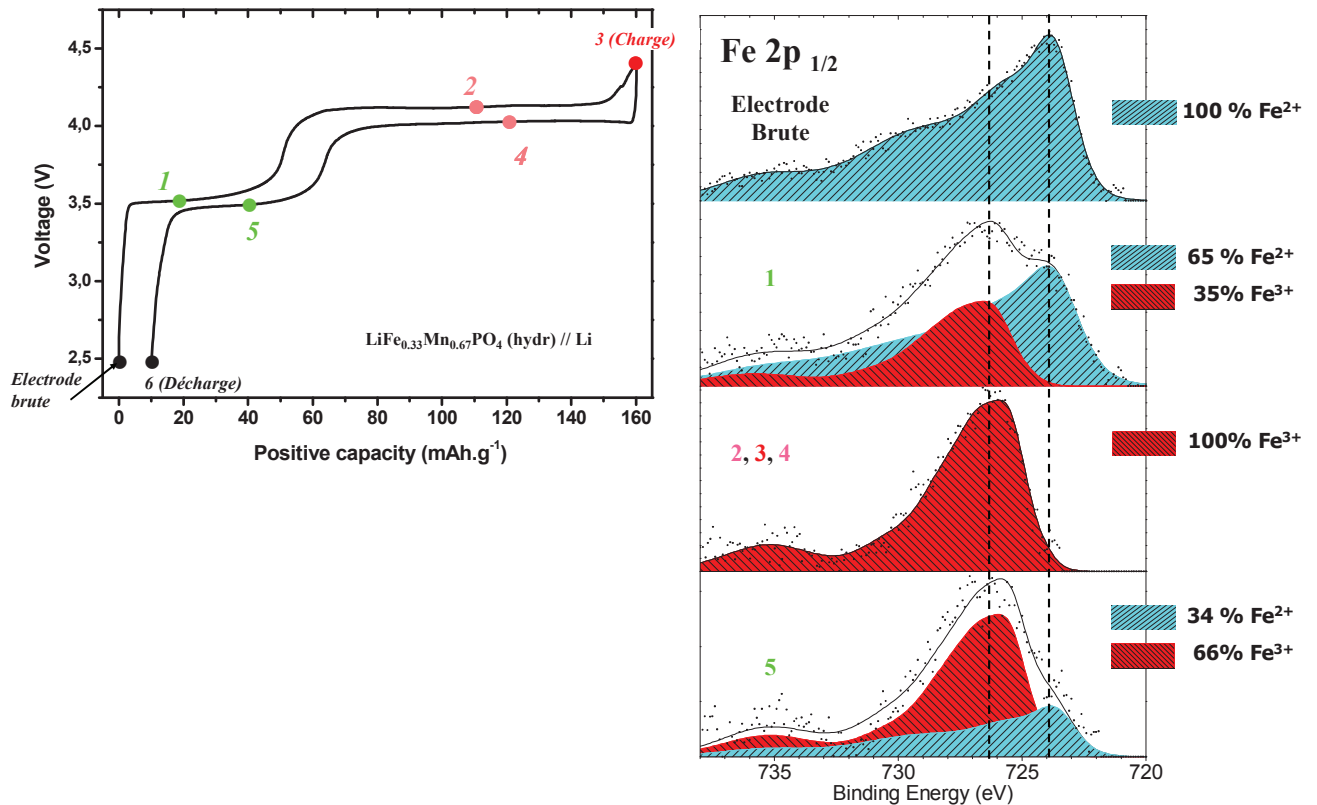 4,5
4,0
3,5
3,0
2,5
Voltage (V)
3 (Charge)
2
4
1
5
LiFe₀.₃₃Mn₀.₆₇PO₄ (hydr) // Li
Electrode
brute
6 (Décharge)
0 20 40 60 80 100 120 140 160
Positive capacity (mAh.g⁻¹)
Fe 2p 1/2
Electrode
Brute
100 % Fe²⁺
1
65 % Fe²⁺
35% Fe³⁺
2, 3, 4
100% Fe³⁺
5
34 % Fe²⁺
66% Fe³⁺
735 730 725 720
Binding Energy (eV)